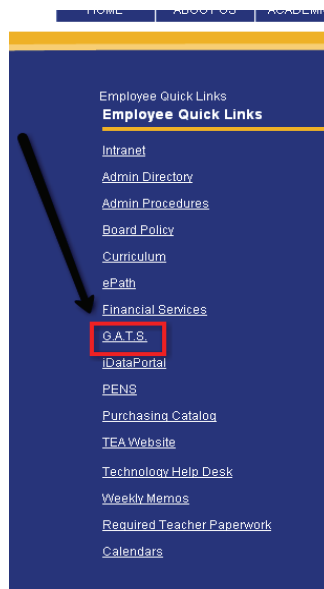 HOME ABOUT US ACADEMI
Employee Quick Links
Employee Quick Links
Intranet
Admin Directory
Admin Procedures
Board Policy
Curriculum
ePath
Financial Services
G.A.T.S.
iDataPortal
PENS
Purchasing Catalog
TEA Website
Technology Help Desk
Weekly Memos
Required Teacher Paperwork
Calendars